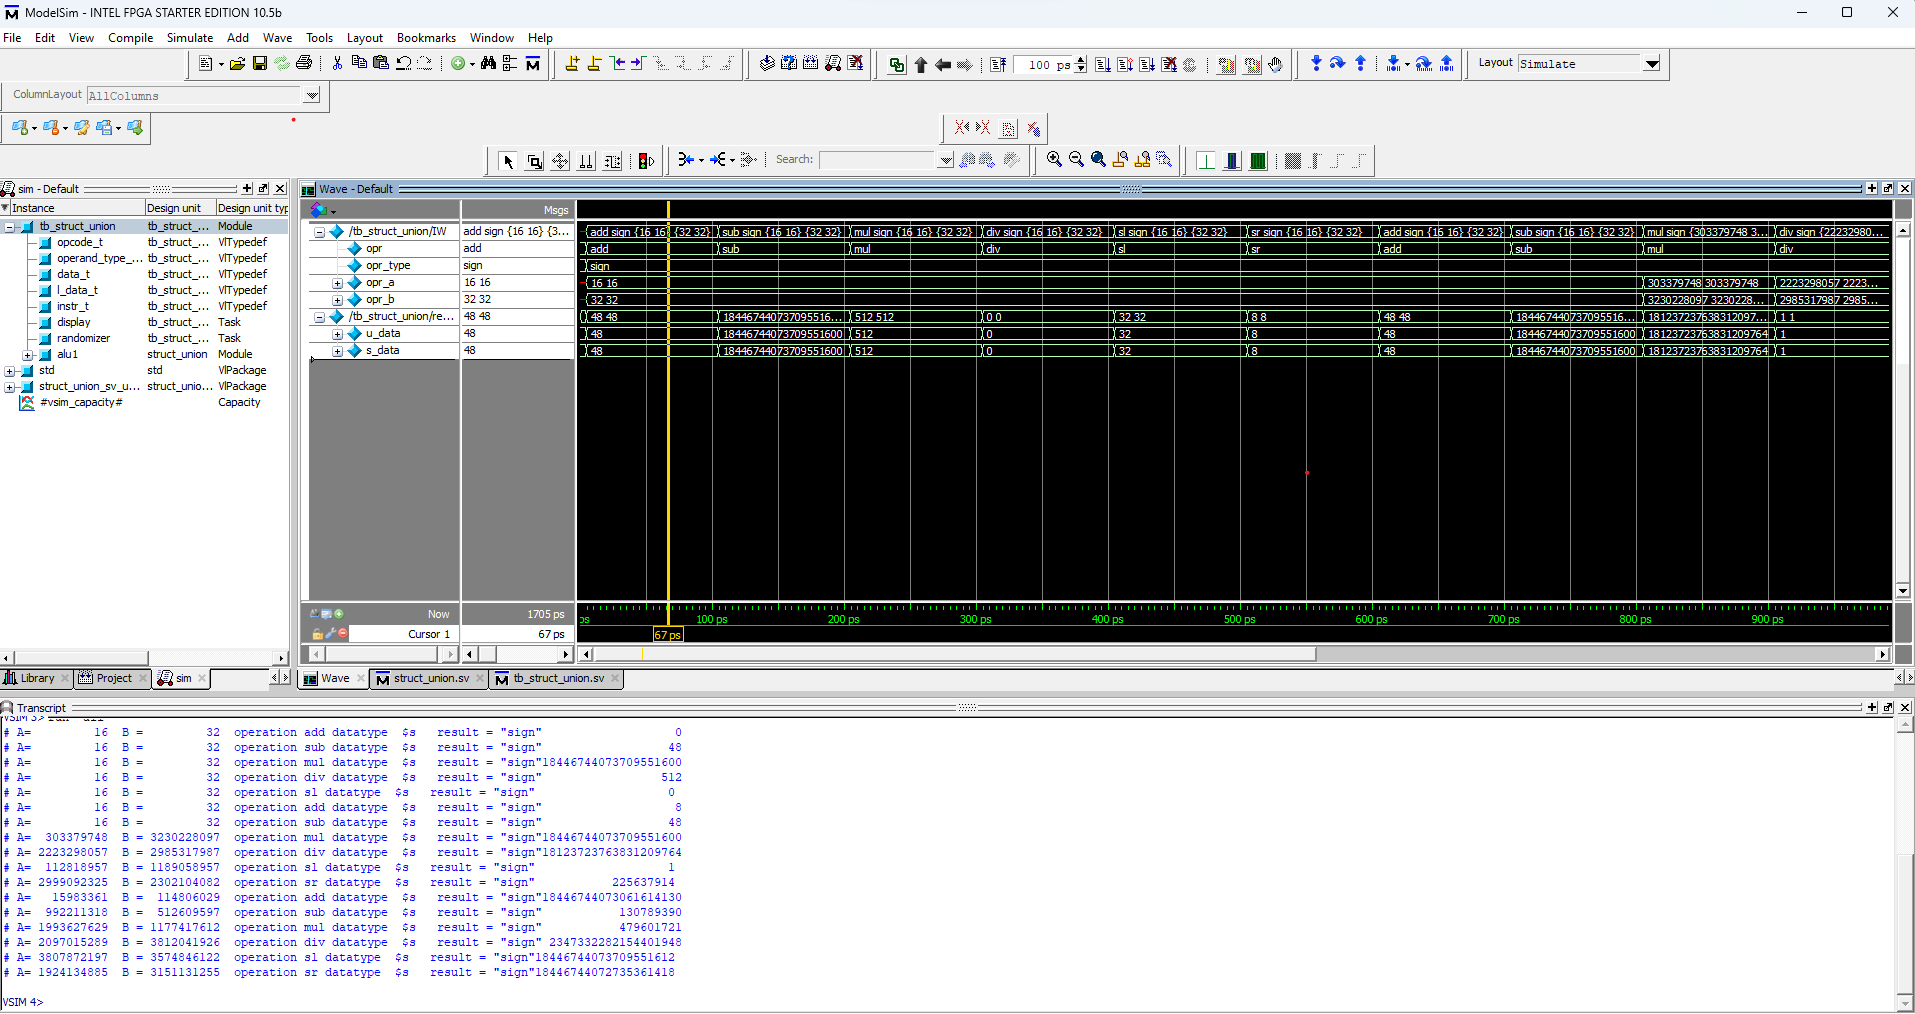 ModelSim - INTEL FPGA STARTER EDITION 10.5b
File Edit View Compile Simulate Add Wave Tools Layout Bookmarks Window Help
100 ps
Layout Simulate
ColumnLayout AllColumns
Search:
sim - Default
Wave - Default
Instance Design unit Design unit typ
Msgs
tb_struct_union tb_struct_... Module
opcode_t tb_struct_... VlTypedef
operand_type_... tb_struct_... VlTypedef
data_t tb_struct_... VlTypedef
l_data_t tb_struct_... VlTypedef
instr_t tb_struct_... VlTypedef
display tb_struct_... Task
randomizer tb_struct_... Task
alu1 struct_union Module
std std VlPackage
struct_union_sv_u... struct_unio... VlPackage
#vsim_capacity# Capacity
/tb_struct_union/IW add sign {16 16} {3... add sign {16 16} {32 32} sub sign {16 16} {32 32} mul sign {16 16} {32 32} div sign {16 16} {32 32} sl sign {16 16} {32 32} sr sign {16 16} {32 32} add sign {16 16} {32 32} sub sign {16 16} {32 32} mul sign {303379748 3... div sign {22232980...
opr add add sub mul div sl sr add sub mul div
opr_type sign sign
opr_a 16 16 16 16 303379748 303379748 2223298057 2223...
opr_b 32 32 32 32 3230228097 3230228... 2985317987 2985...
/tb_struct_union/re... 48 48 48 48 184467440737095516... 512 512 0 0 32 32 8 8 48 48 184467440737095516... 18123723763831209​7... 1 1
u_data 48 48 18446744073709551600 512 0 32 8 48 18446744073709551600 18123723763831209764 1
s_data 48 48 18446744073709551600 512 0 32 8 48 18446744073709551600 18123723763831209764 1
Now 1705 ps
ps 100 ps 200 ps 300 ps 400 ps 500 ps 600 ps 700 ps 800 ps 900 ps
Cursor 1 67 ps 67 ps
Library Project sim
Wave struct_union.sv tb_struct_union.sv
Transcript
# A= 16 B = 32 operation add datatype $s result = "sign" 0
# A= 16 B = 32 operation sub datatype $s result = "sign" 48
# A= 16 B = 32 operation mul datatype $s result = "sign"18446744073709551600
# A= 16 B = 32 operation div datatype $s result = "sign" 512
# A= 16 B = 32 operation sl datatype $s result = "sign" 0
# A= 16 B = 32 operation add datatype $s result = "sign" 8
# A= 16 B = 32 operation sub datatype $s result = "sign" 48
# A= 303379748 B = 3230228097 operation mul datatype $s result = "sign"18446744073709551600
# A= 2223298057 B = 2985317987 operation div datatype $s result = "sign"18123723763831209764
# A= 112818957 B = 1189058957 operation sl datatype $s result = "sign" 1
# A= 2999092325 B = 2302104082 operation sr datatype $s result = "sign" 225637914
# A= 15983361 B = 114806029 operation add datatype $s result = "sign"18446744073061614130
# A= 992211318 B = 512609597 operation sub datatype $s result = "sign" 130789390
# A= 1993627629 B = 1177417612 operation mul datatype $s result = "sign" 479601721
# A= 2097015289 B = 3812041926 operation div datatype $s result = "sign" 2347332282154401948
# A= 3807872197 B = 3574846122 operation sl datatype $s result = "sign"18446744073709551612
# A= 1924134885 B = 3151131255 operation sr datatype $s result = "sign"18446744072735361418
VSIM 4>